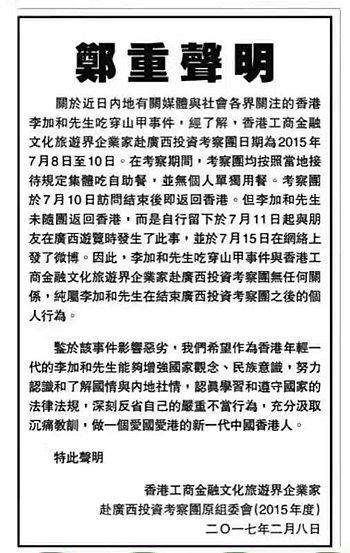 鄭重聲明
關於近日內地有關媒體與社會各界關注的香港
李加和先生吃穿山甲事件，經了解，香港工商金融
文化旅遊界企業家赴廣西投資考察團日期為2015年
7月8日至10日。在考察期間，考察團均按照當地接
待規定集體吃自助餐，並無個人單獨用餐。考察團
於7月10日訪問結束後即返回香港。但李加和先生
未隨團返回香港，而是自行留下於7月11日起與朋
友在廣西遊覽時發生了此事，並於7月15日在網絡上
發了微博。因此，李加和先生吃穿山甲事件與香港工
商金融文化旅遊界企業家赴廣西投資考察團無任何關
係，純屬李加和先生在結束廣西投資考察團之後的個
人行為。
鑒於該事件影響惡劣，我們希望作為香港年輕一
代的李加和先生能夠增強國家觀念、民族意識，努力
認識和了解國情與內地社情，認真學習和遵守國家的
法律法規，深刻反省自己的嚴重不當行為，充分汲取
沉痛教訓，做一個愛國愛港的新一代中國香港人。
特此聲明
香港工商金融文化旅遊界企業家
赴廣西投資考察團原組委會(2015年度)
二〇一七年二月八日